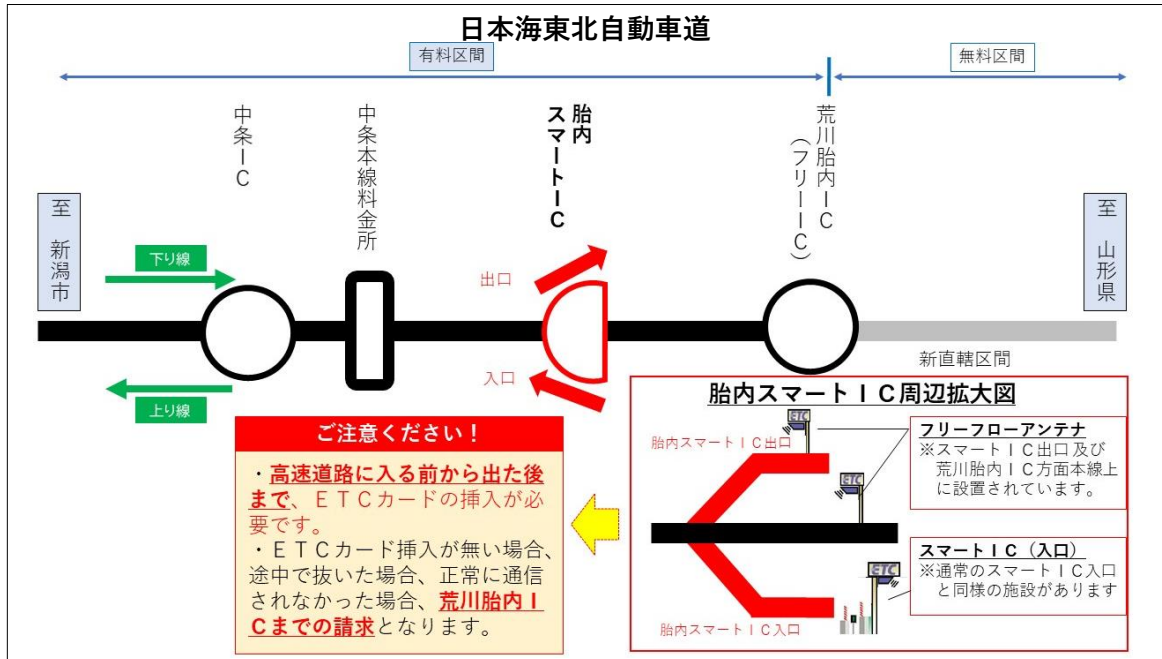 日本海東北自動車道
有料区間
無料区間
中条IC
中条本線料金所
胎内
スマートIC
荒川胎内IC
(フリーIC)
至 新潟市
至 山形県
下り線
上り線
出口
入口
新直轄区間
ご注意ください!
・高速道路に入る前から出た後
まで、ETCカードの挿入が必
要です。
・ETCカード挿入が無い場合、
途中で抜いた場合、正常に通信
されなかった場合、荒川胎内I
Cまでの請求となります。
胎内スマートIC周辺拡大図
胎内スマートIC出口
ETC
ETC
フリーフローアンテナ
※スマートIC出口及び
荒川胎内IC方面本線上
に設置されています。
ETC
スマートIC(入口)
※通常のスマートIC入口
と同様の施設があります
胎内スマートIC入口